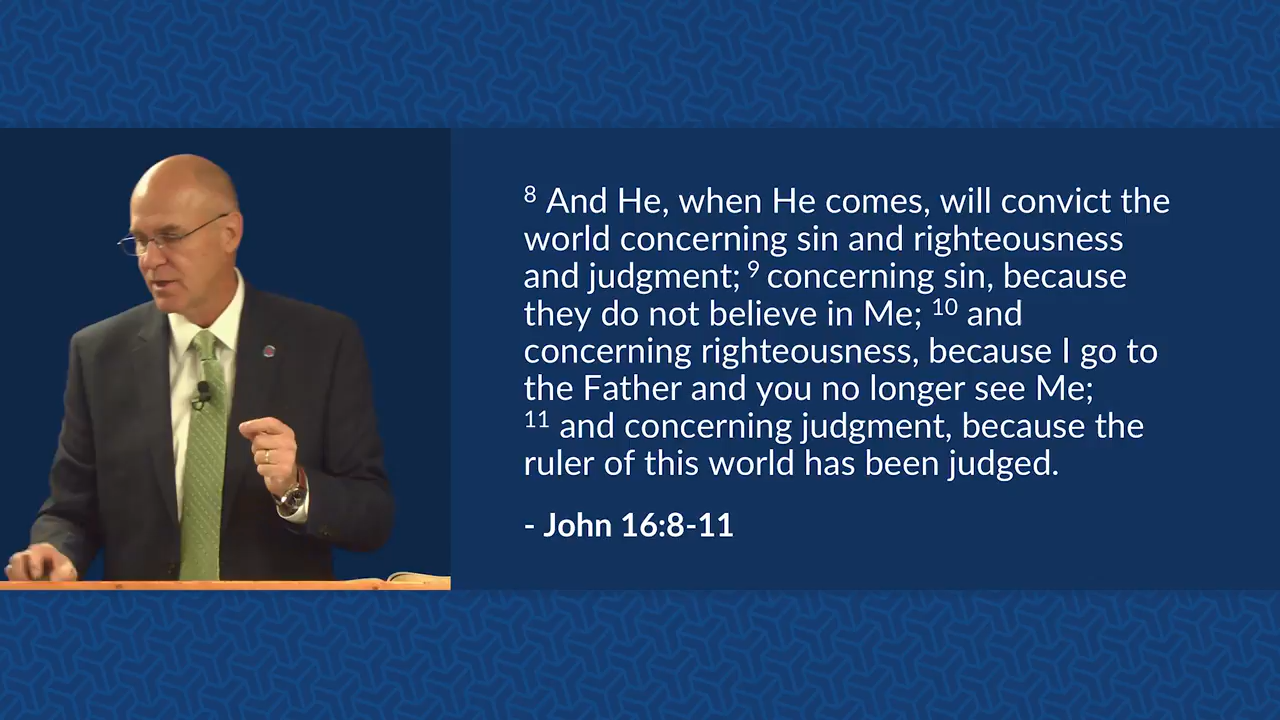 8 And He, when He comes, will convict the
world concerning sin and righteousness
and judgment; 9 concerning sin, because
they do not believe in Me; 10 and
concerning righteousness, because I go to
the Father and you no longer see Me;
11 and concerning judgment, because the
ruler of this world has been judged.
- John 16:8-11